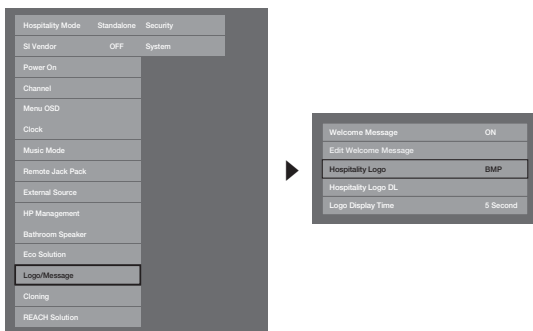 Hospitality Mode Standalone Security
SI Vendor OFF System
Power On
Channel
Menu OSD
Clock
Music Mode
Remote Jack Pack
External Source
HP Management
Bathroom Speaker
Eco Solution
Logo/Message
Cloning
REACH Solution
Welcome Message ON
Edit Welcome Message
Hospitality Logo BMP
Hospitality Logo DL
Logo Display Time 5 Second